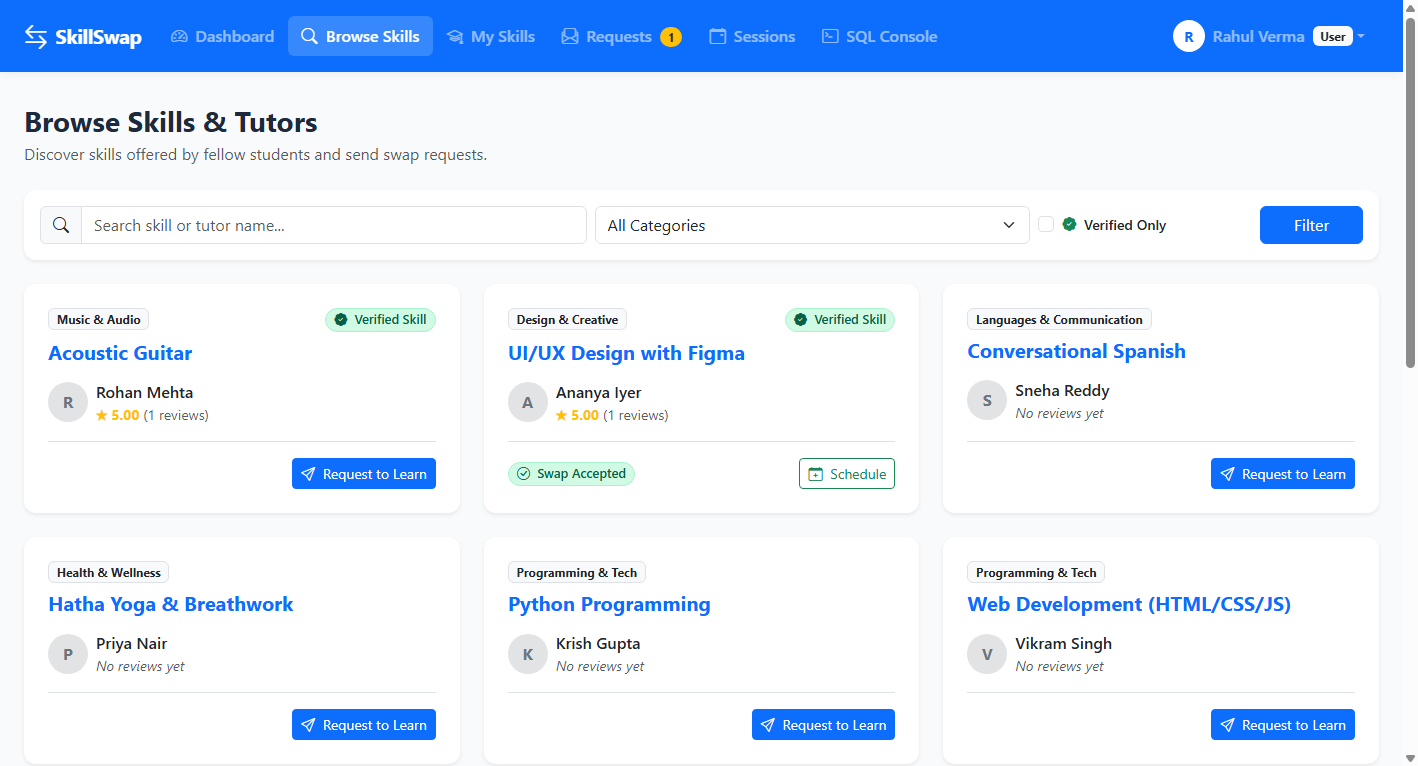 SkillSwap Dashboard Browse Skills My Skills Requests 1 Sessions SQL Console R Rahul Verma User
Browse Skills & Tutors
Discover skills offered by fellow students and send swap requests.
Search skill or tutor name... All Categories Verified Only Filter
Music & Audio Verified Skill
Acoustic Guitar
R Rohan Mehta
★ 5.00 (1 reviews)
Request to Learn
Design & Creative Verified Skill
UI/UX Design with Figma
A Ananya Iyer
★ 5.00 (1 reviews)
Swap Accepted Schedule
Languages & Communication
Conversational Spanish
S Sneha Reddy
No reviews yet
Request to Learn
Health & Wellness
Hatha Yoga & Breathwork
P Priya Nair
No reviews yet
Request to Learn
Programming & Tech
Python Programming
K Krish Gupta
No reviews yet
Request to Learn
Programming & Tech
Web Development (HTML/CSS/JS)
V Vikram Singh
No reviews yet
Request to Learn